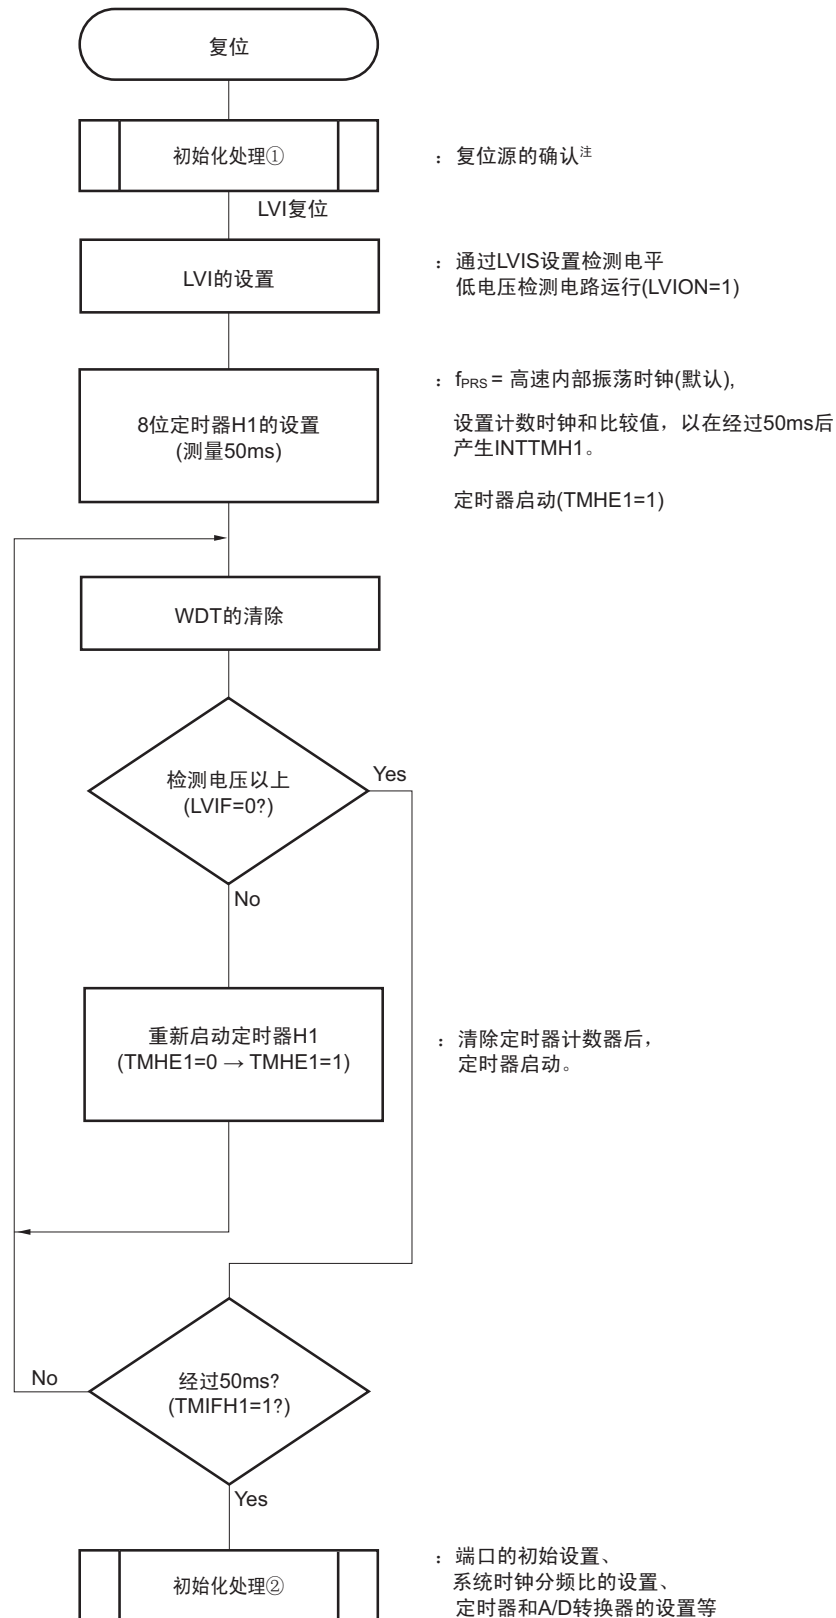 复位
初始化处理①
：复位源的确认注
LVI复位
LVI的设置
：通过LVIS设置检测电平
低电压检测电路运行(LVION=1)
8位定时器H1的设置
(测量50ms)
：fPRS = 高速内部振荡时钟(默认),
设置计数时钟和比较值，以在经过50ms后
产生INTTMH1。
定时器启动(TMHE1=1)
WDT的清除
检测电压以上
(LVIF=0?)
Yes
No
重新启动定时器H1
(TMHE1=0 → TMHE1=1)
：清除定时器计数器后，
定时器启动。
No
经过50ms?
(TMIFH1=1?)
Yes
初始化处理②
：端口的初始设置、
系统时钟分频比的设置、
定时器和A/D转换器的设置等